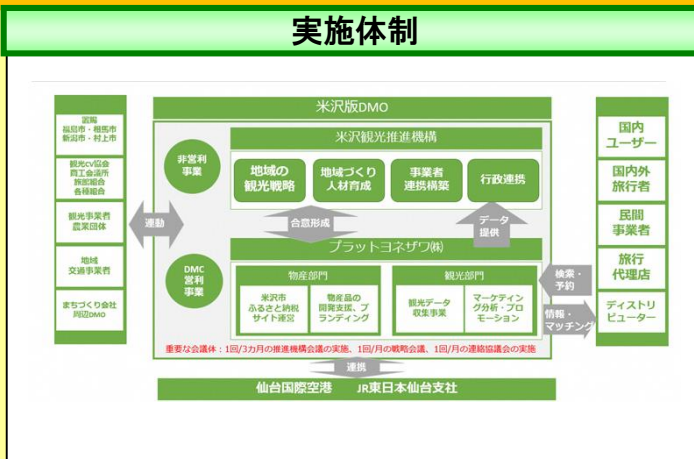 実施体制
米沢版DMO
福島市・相馬市
新潟市・村上市
観光CV協会
商工会議所
旅館組合
各種組合
観光事業者
農業団体
地域
交通事業者
まちづくり会社
周辺DMO
連動
非営利
事業
米沢観光推進機構
地域の
観光戦略
地域づくり
人材育成
事業者
連携構築
行政連携
合意形成
データ
提供
DMC
営利
事業
プラットヨネザワ㈱
物産部門
米沢市
ふるさと納税
サイト運営
物産品の
開発支援、ブ
ランディング
観光部門
観光データ
収集事業
マーケティン
グ分析・プロ
モーション
重要な会議体：1回/3カ月の推進機構会議の実施、1回/月の戦略会議、1回/月の連絡協議会の実施
連携
仙台国際空港 JR東日本仙台支社
国内
ユーザー
国内外
旅行者
民間
事業者
旅行
代理店
ディストリ
ビューター
検索・
予約
情報・
マッチング